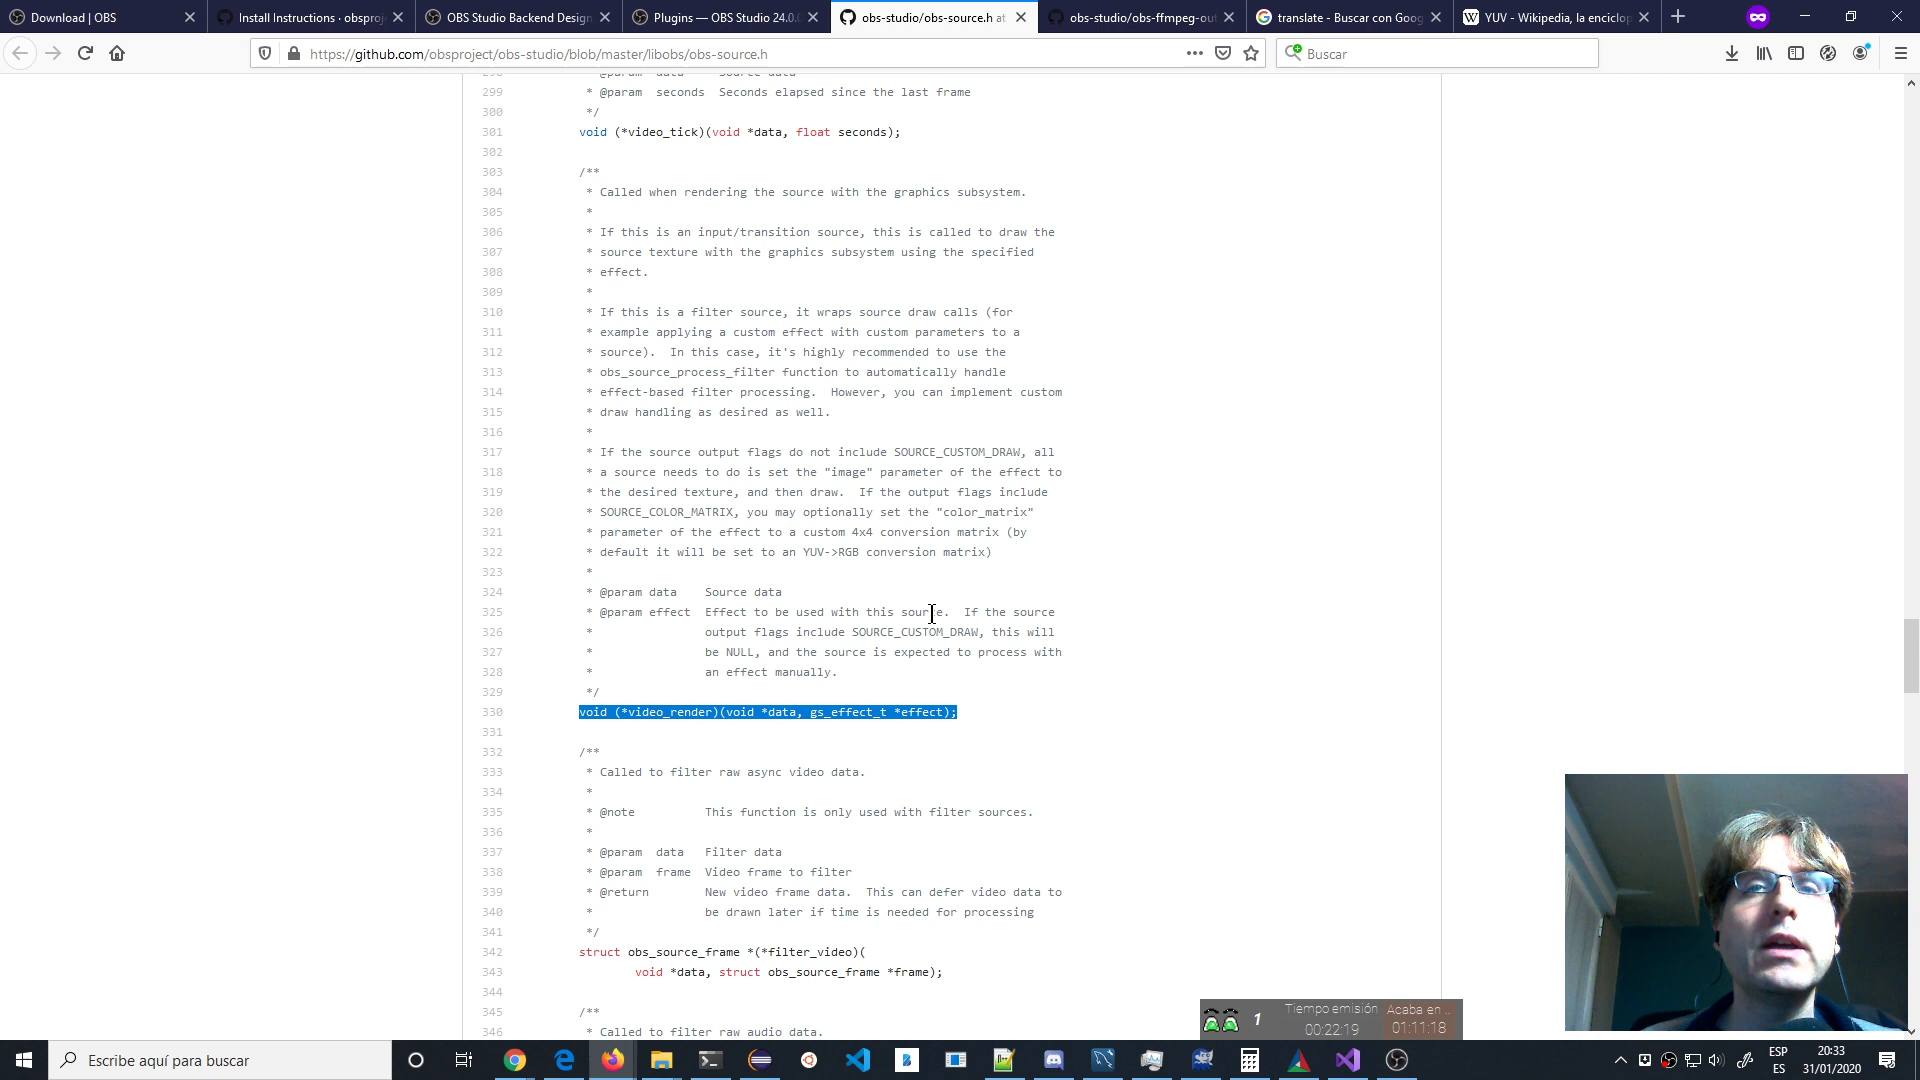 Download | OBS
Install Instructions · obsproj
OBS Studio Backend Design
Plugins — OBS Studio 24.0.
obs-studio/obs-source.h at
obs-studio/obs-ffmpeg-out
translate - Buscar con Goog
YUV - Wikipedia, la enciclop
https://github.com/obsproject/obs-studio/blob/master/libobs/obs-source.h
Buscar
298 * @param data Source data
299 * @param seconds Seconds elapsed since the last frame
300 */
301 void (*video_tick)(void *data, float seconds);
302
303 /**
304 * Called when rendering the source with the graphics subsystem.
305 *
306 * If this is an input/transition source, this is called to draw the
307 * source texture with the graphics subsystem using the specified
308 * effect.
309 *
310 * If this is a filter source, it wraps source draw calls (for
311 * example applying a custom effect with custom parameters to a
312 * source). In this case, it's highly recommended to use the
313 * obs_source_process_filter function to automatically handle
314 * effect-based filter processing. However, you can implement custom
315 * draw handling as desired as well.
316 *
317 * If the source output flags do not include SOURCE_CUSTOM_DRAW, all
318 * a source needs to do is set the "image" parameter of the effect to
319 * the desired texture, and then draw. If the output flags include
320 * SOURCE_COLOR_MATRIX, you may optionally set the "color_matrix"
321 * parameter of the effect to a custom 4x4 conversion matrix (by
322 * default it will be set to an YUV->RGB conversion matrix)
323 *
324 * @param data Source data
325 * @param effect Effect to be used with this source. If the source
326 * output flags include SOURCE_CUSTOM_DRAW, this will
327 * be NULL, and the source is expected to process with
328 * an effect manually.
329 */
330 void (*video_render)(void *data, gs_effect_t *effect);
331
332 /**
333 * Called to filter raw async video data.
334 *
335 * @note This function is only used with filter sources.
336 *
337 * @param data Filter data
338 * @param frame Video frame to filter
339 * @return New video frame data. This can defer video data to
340 * be drawn later if time is needed for processing
341 */
342 struct obs_source_frame *(*filter_video)(
343 void *data, struct obs_source_frame *frame);
344
345 /**
346 * Called to filter raw audio data.
1
Tiempo emisión
00:22:19
Acaba en ..
01:11:18
Escribe aquí para buscar
ESP
ES
20:33
31/01/2020